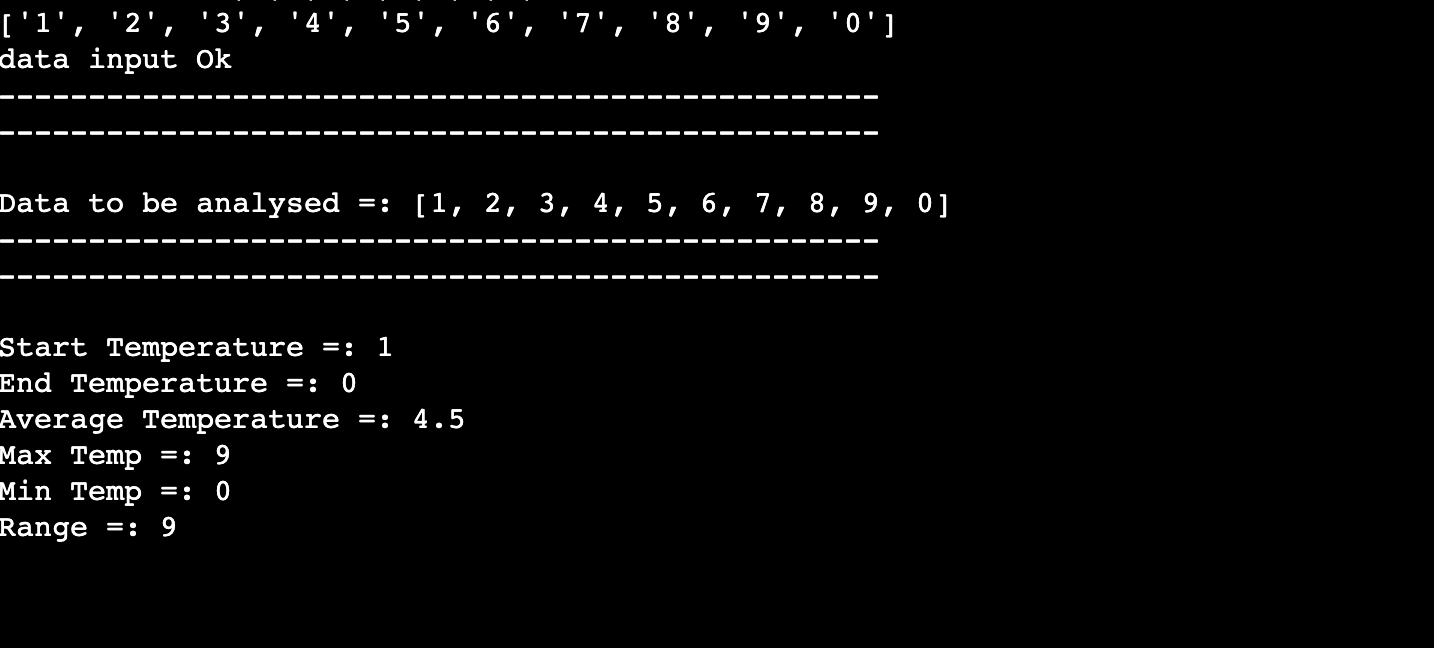 ['1', '2', '3', '4', '5', '6', '7', '8', '9', '0']
data input Ok
-------------------------------------------------
-------------------------------------------------
Data to be analysed =: [1, 2, 3, 4, 5, 6, 7, 8, 9, 0]
-------------------------------------------------
-------------------------------------------------
Start Temperature =: 1
End Temperature =: 0
Average Temperature =: 4.5
Max Temp =: 9
Min Temp =: 0
Range =: 9